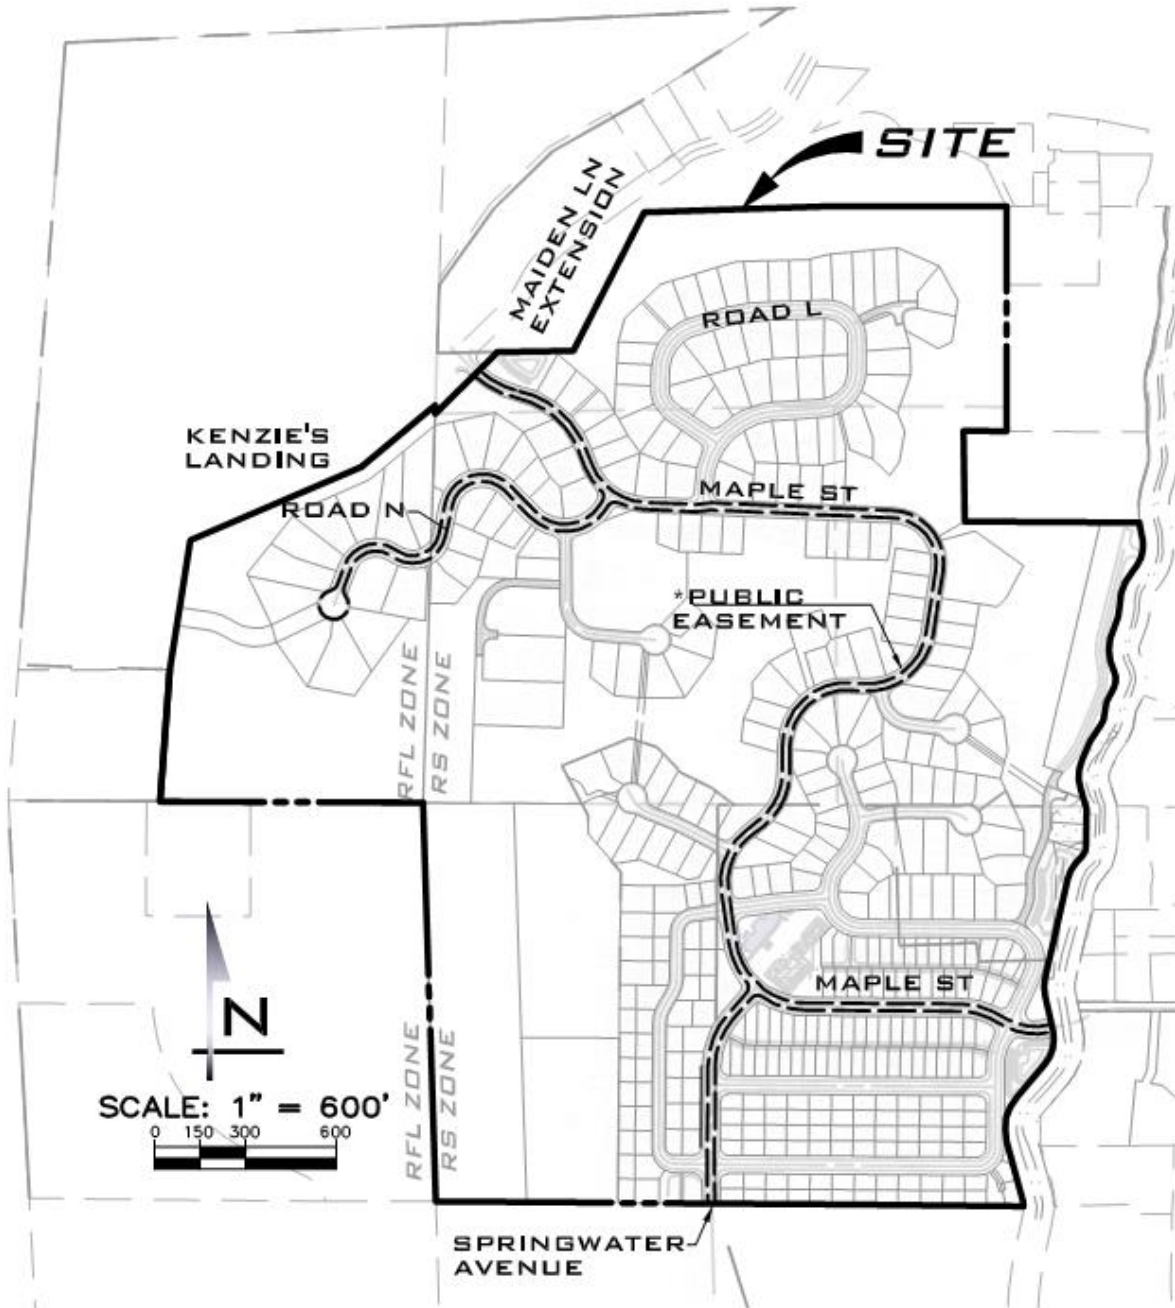 SITE
MAIDEN LN
EXTENSION
ROAD L
KENZIE'S
LANDING
MAPLE ST
ROAD N
*PUBLIC
EASEMENT
RFL ZONE
RS ZONE
MAPLE ST
N
RFL ZONE
RS ZONE
SCALE: 1" = 600'
0 150 300 600
SPRINGWATER
AVENUE